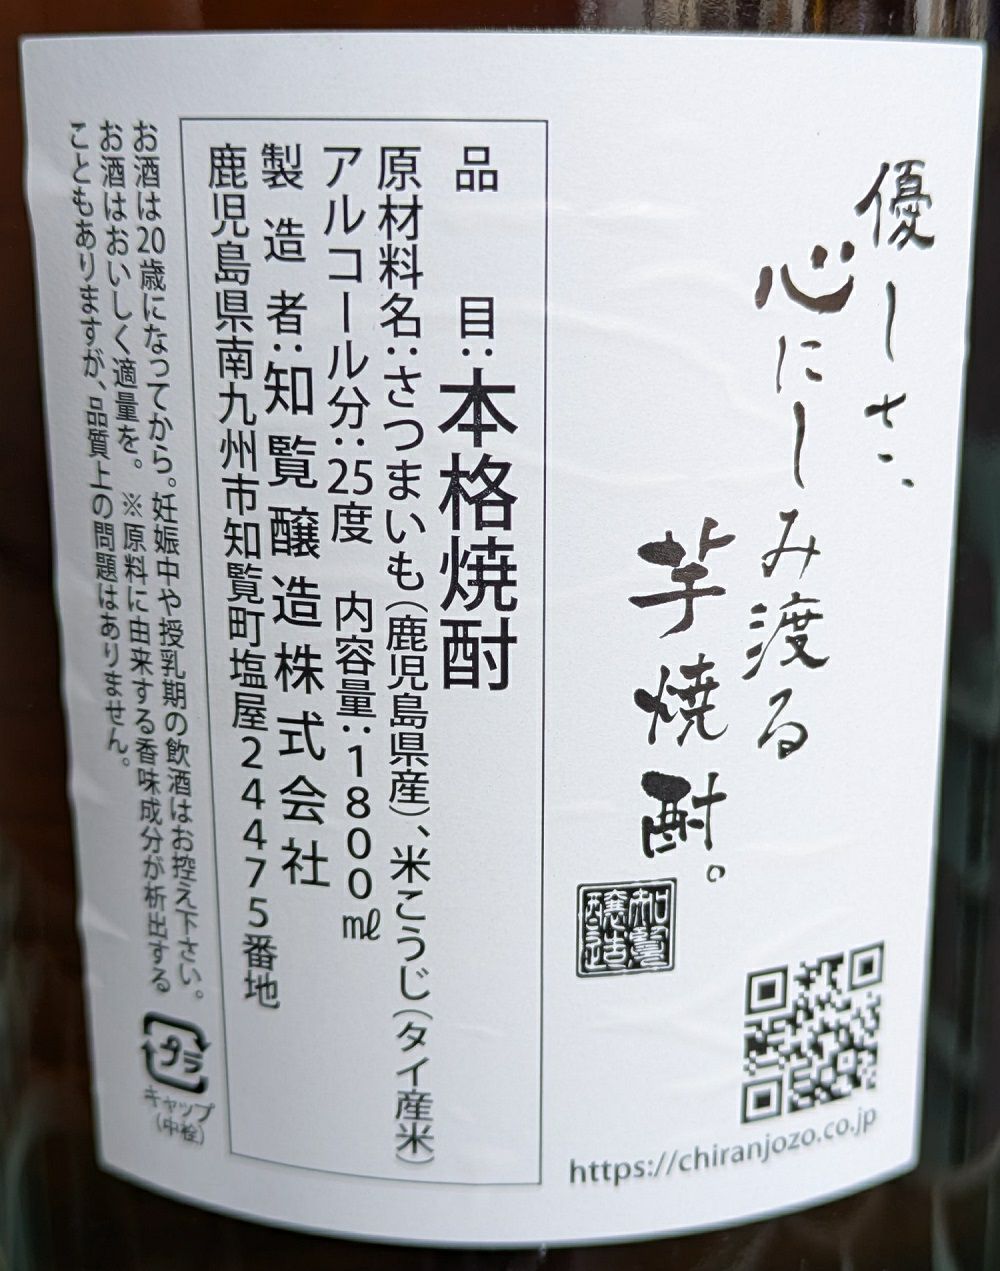 優しさ、
心にしみ渡る
芋焼酎。
知覧
醸造
https://chiranjozo.co.jp
品目:本格焼酎
原材料名:さつまいも(鹿児島県産)、米こうじ(タイ産米)
アルコール分:25度 内容量:1800㎖
製造者:知覧醸造株式会社
鹿児島県南九州市知覧町塩屋24475番地
お酒は20歳になってから。妊娠中や授乳期の飲酒はお控え下さい。
お酒はおいしく適量を。※原料に由来する香味成分が析出する
こともありますが、品質上の問題はありません。
プラ
キャップ
(中栓)